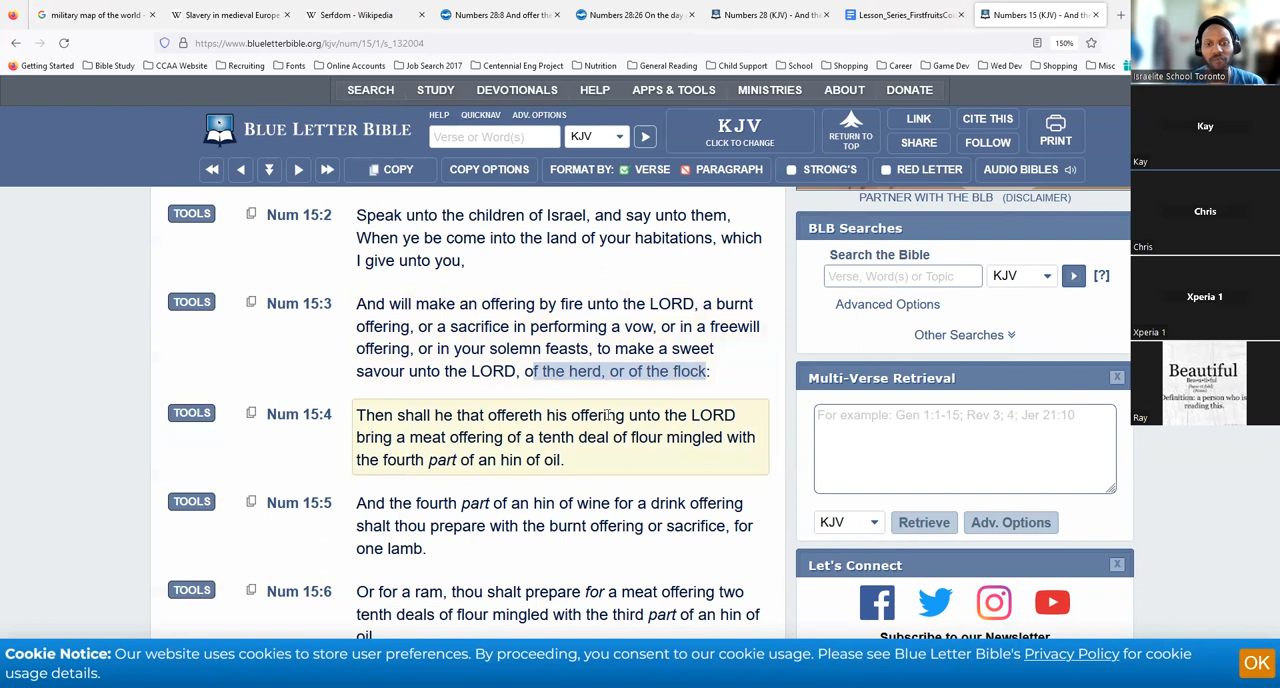 military map of the world -
Slavery in medieval Europe
Serfdom - Wikipedia
Numbers 28:8 And offer the
Numbers 28:26 On the day
Numbers 28 (KJV) - And the
Lesson_Series_FirstfruitsCou
Numbers 15 (KJV) - And the
https://www.blueletterbible.org/kjv/num/15/1/s_132004
150%
Getting Started
Bible Study
CCAA Website
Recruiting
Fonts
Online Accounts
Job Search 2017
Centennial Eng Project
Nutrition
General Reading
Child Support
School
Shopping
Career
Game Dev
Wed Dev
Shopping
Misc
SEARCH STUDY DEVOTIONALS HELP APPS & TOOLS MINISTRIES ABOUT DONATE
BLUE LETTER BIBLE
HELP QUICKNAV ADV. OPTIONS
Verse or Word(s)
KJV
KJV
CLICK TO CHANGE
RETURN TO
TOP
LINK
CITE THIS
SHARE
FOLLOW
PRINT
COPY
COPY OPTIONS
FORMAT BY: VERSE PARAGRAPH
STRONG'S
RED LETTER
AUDIO BIBLES
TOOLS Num 15:2 Speak unto the children of Israel, and say unto them,
When ye be come into the land of your habitations, which
I give unto you,
TOOLS Num 15:3 And will make an offering by fire unto the LORD, a burnt
offering, or a sacrifice in performing a vow, or in a freewill
offering, or in your solemn feasts, to make a sweet
savour unto the LORD, of the herd, or of the flock:
TOOLS Num 15:4 Then shall he that offereth his offering unto the LORD
bring a meat offering of a tenth deal of flour mingled with
the fourth part of an hin of oil.
TOOLS Num 15:5 And the fourth part of an hin of wine for a drink offering
shalt thou prepare with the burnt offering or sacrifice, for
one lamb.
TOOLS Num 15:6 Or for a ram, thou shalt prepare for a meat offering two
tenth deals of flour mingled with the third part of an hin of
oil
PARTNER WITH THE BLB (DISCLAIMER)
BLB Searches
Search the Bible
Verse, Word(s) or Topic
KJV
[?]
Advanced Options
Other Searches
Multi-Verse Retrieval
X
For example: Gen 1:1-15; Rev 3; 4; Jer 21:10
KJV
Retrieve
Adv. Options
Let's Connect
X
Subscribe to our Newsletter
Cookie Notice: Our website uses cookies to store user preferences. By proceeding, you consent to our cookie usage. Please see Blue Letter Bible's Privacy Policy for cookie
usage details.
OK
Israelite School Toronto
Kay
Kay
Chris
Chris
Xperia 1
Xperia 1
Beautiful
Definition: a person who is
reading this.
Ray